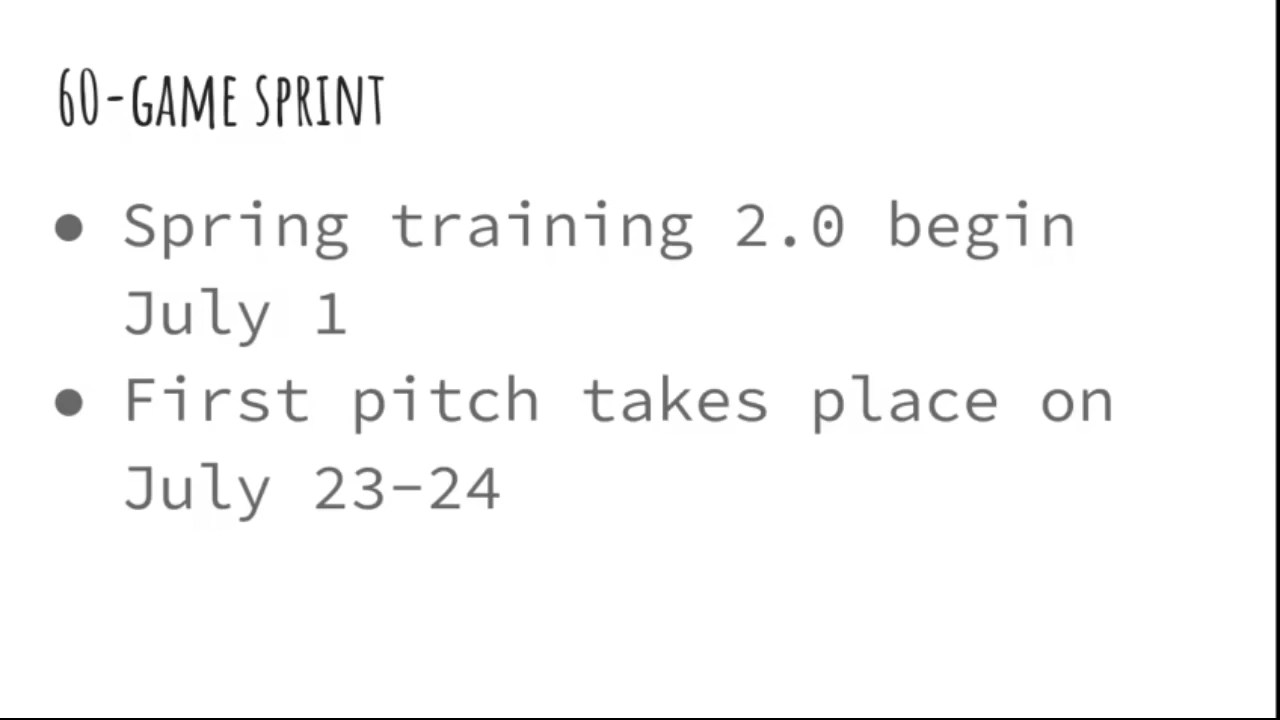 60-GAME SPRINT
● Spring training 2.0 begin
July 1
● First pitch takes place on
July 23-24